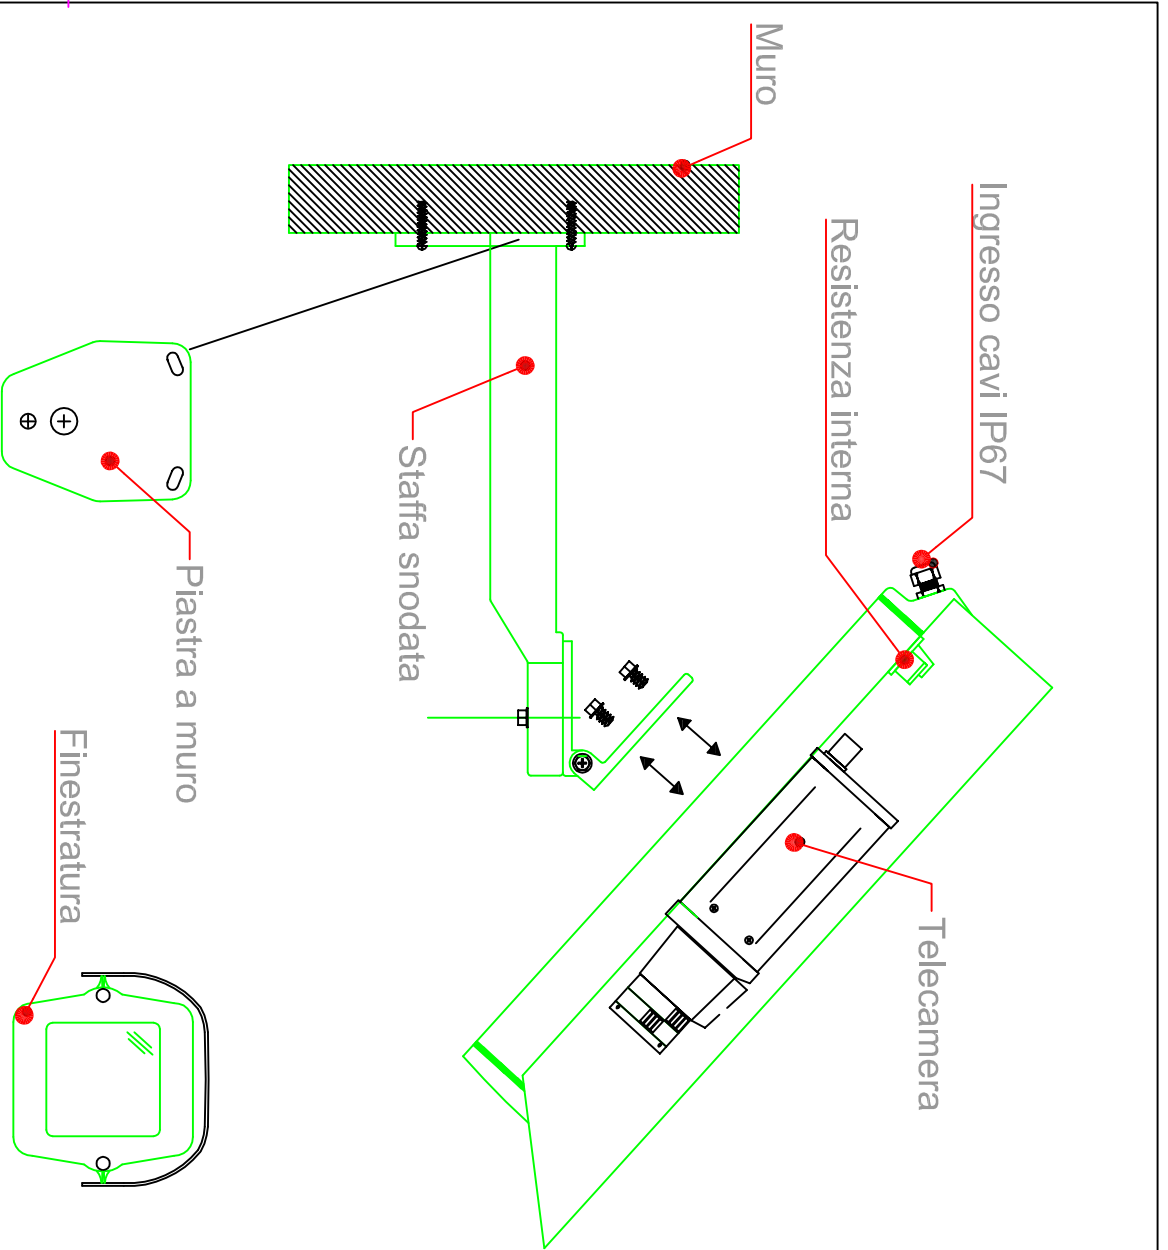 Ingresso cavi IP67
Resistenza interna
Muro
Telecamera
Staffa snodata
Piastra a muro
Finestratura